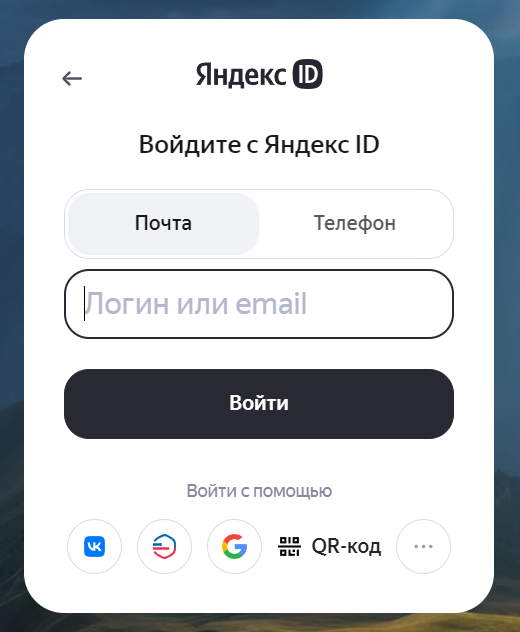 Яндекс ID
Войдите с Яндекс ID
Почта Телефон
Логин или email
Войти
Войти с помощью
QR-код